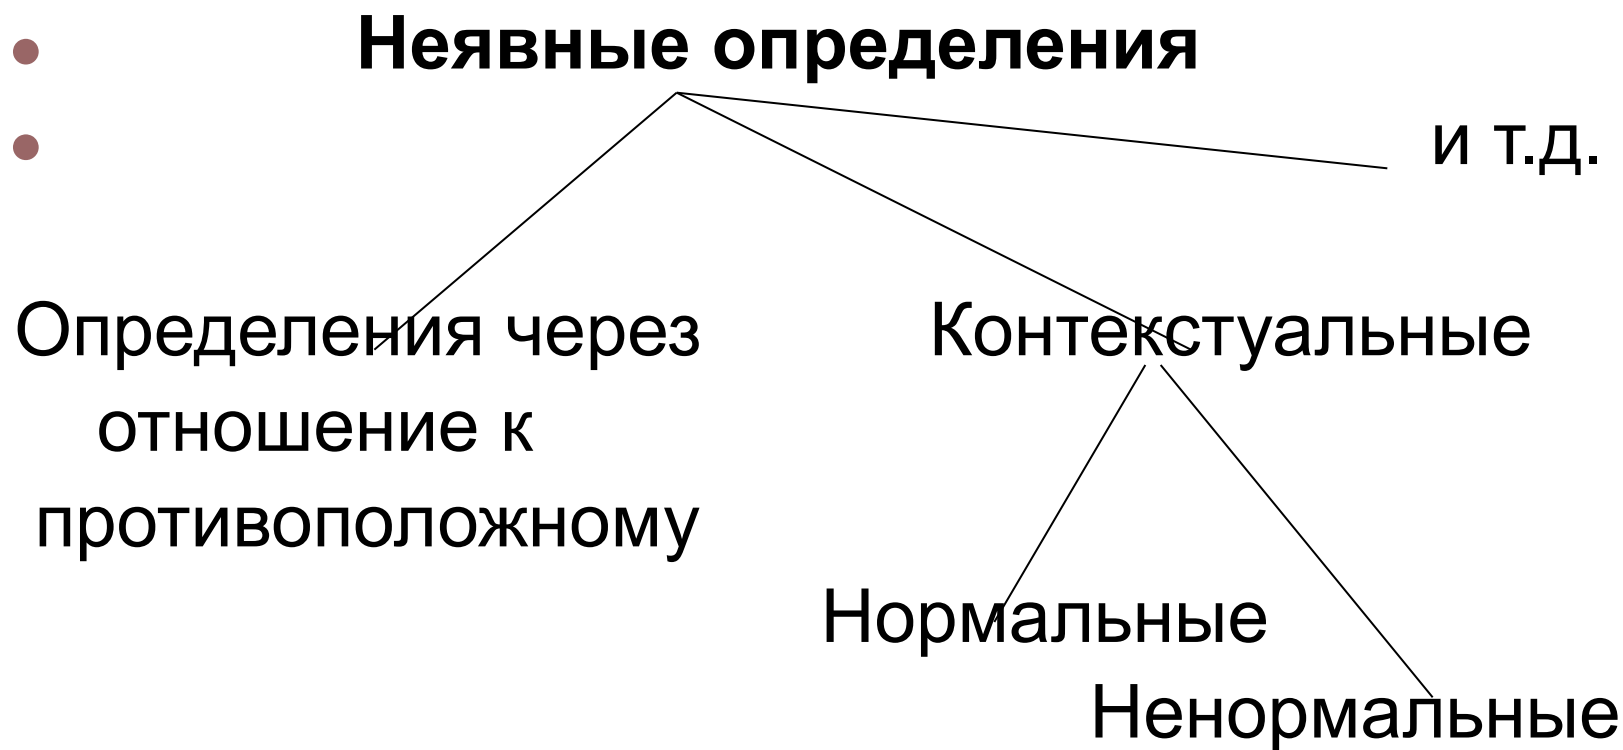 Неявные определения
и т.д.
Определения через
Контекстуальные
отношение к
противоположному
Нормальные
Ненормальные